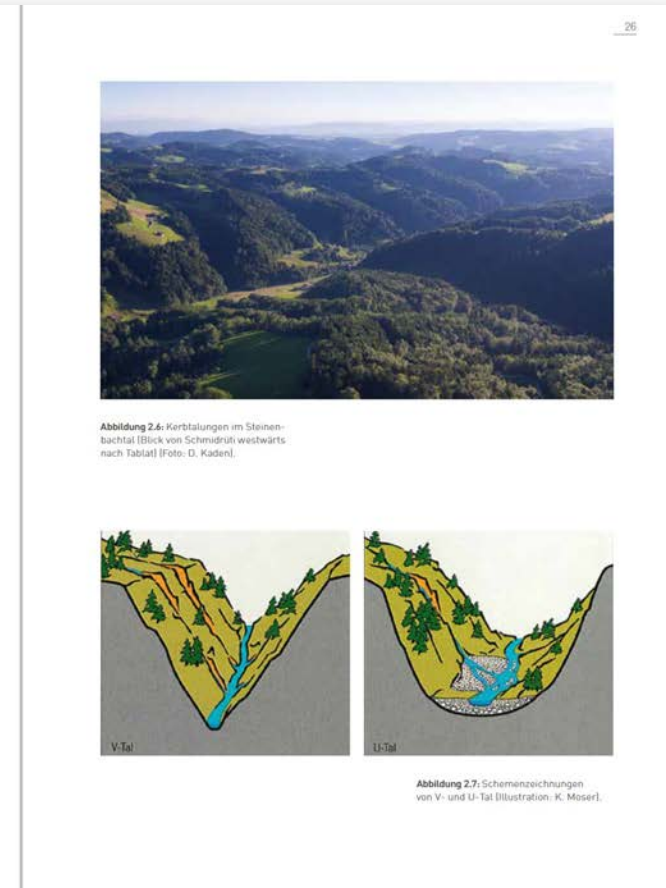 26
Abbildung 2.6: Kerbtalungen im Steinen-
bachtal (Blick von Schmidrüti westwärts
nach Tablat) (Foto: D. Kaden).
V-Tal
U-Tal
Abbildung 2.7: Schemenzeichnungen
von V- und U-Tal (Illustration: K. Moser).